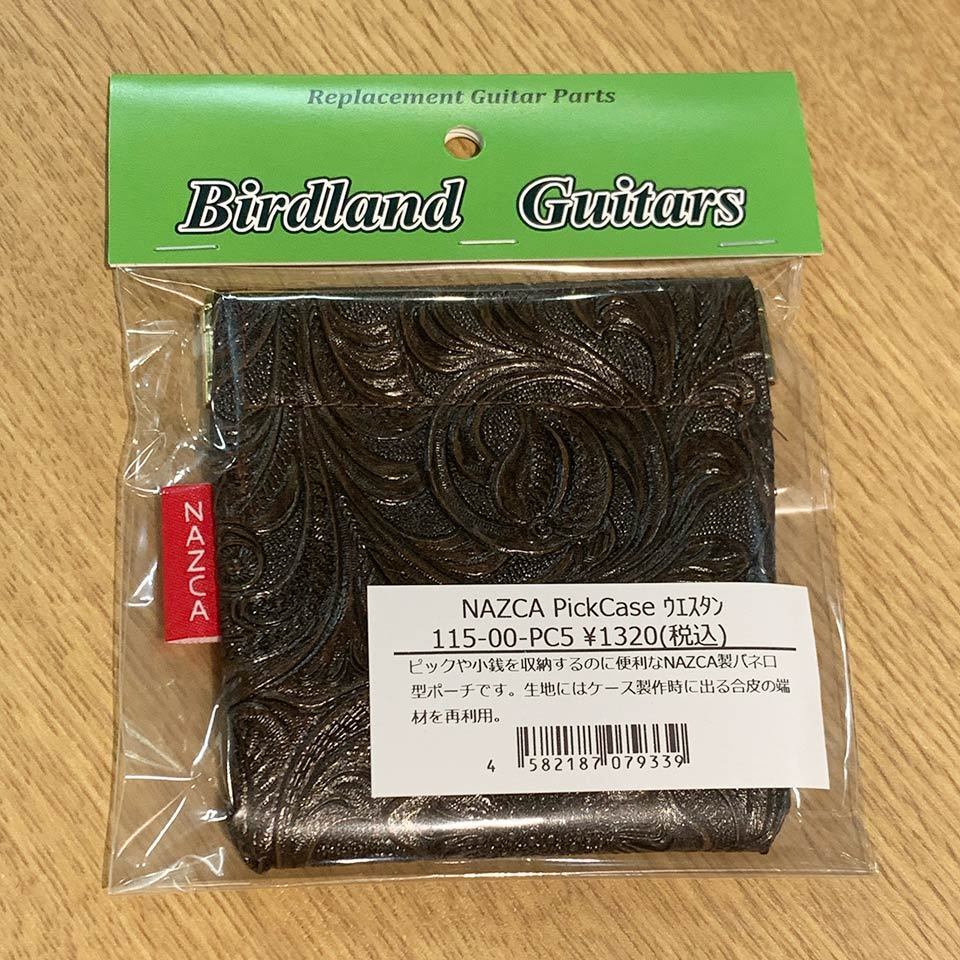 Replacement Guitar Parts
Birdland Guitars
NAZCA
NAZCA PickCase ｳｴｽﾀﾝ
115-00-PC5 ¥1320(税込)
ピックや小銭を収納するのに便利なNAZCA製バネ口
型ポーチです。生地にはケース製作時に出る合皮の端
材を再利用。
4 582187 079339